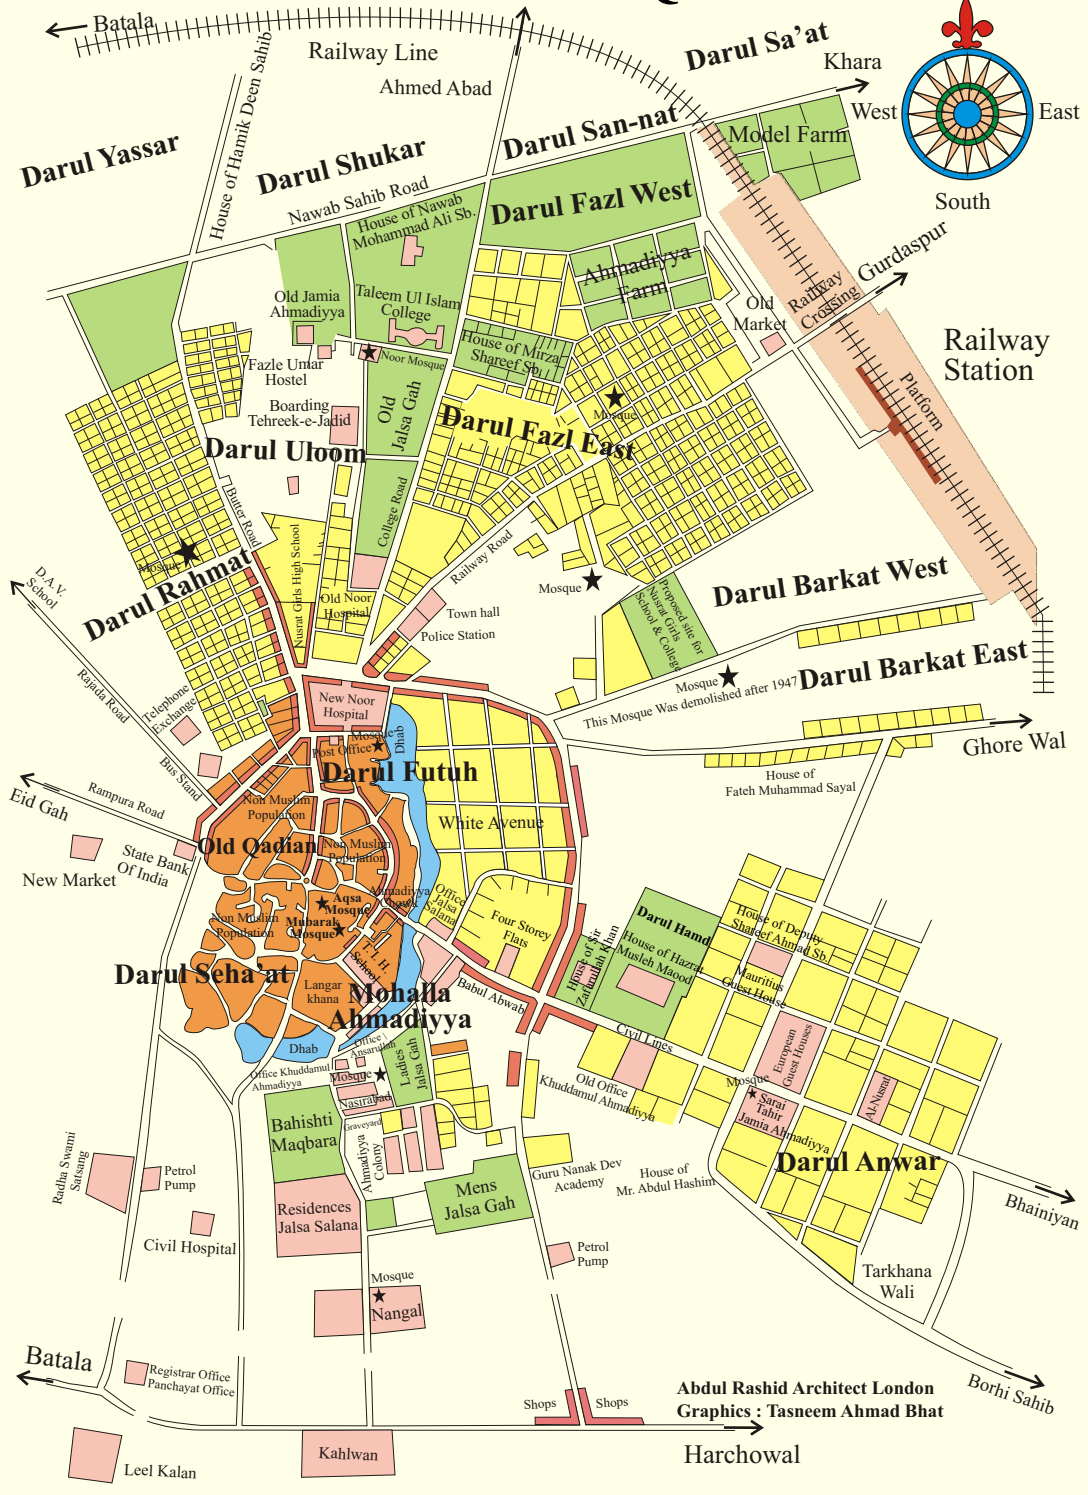 Batala
Railway Line
Ahmed Abad
Darul Sa’at
Khara
West
East
South
Model Farm
House of Hamik Deen Sahib
Darul Yassar
Darul Shukar
Darul San-nat
Nawab Sahib Road
House of Nawab
Mohammad Ali Sb.
Darul Fazl West
Ahmadiyya
Farm
Gurdaspur
Railway
Crossing
Old
Market
Railway
Station
Platform
Old Jamia
Ahmadiyya
Taleem Ul Islam
College
Noor Mosque
House of Mirza
Shareef Sb.
Fazle Umar
Hostel
Boarding
Tehreek-e-Jadid
Old
Jalsa Gah
Mosque
Darul Fazl East
Darul Uloom
Butter Road
College Road
Nusrat Girls High School
Railway Road
Mosque
Mosque
Darul Rahmat
D.A.V.
School
Old Noor
Hospital
Town hall
Police Station
Proposed site for
Nusrat Girls
School & College
Darul Barkat West
Darul Barkat East
Mosque
This Mosque Was demolished after 1947
Ghore Wal
House of
Fateh Muhammad Sayal
Rajada Road
Telephone
Exchange
Bus Stand
New Noor
Hospital
Mosque
Post Office
Dhab
Darul Futuh
Eid Gah
Rampura Road
Non Muslim
Population
White Avenue
Old Qadian
Non Muslim
Population
New Market
State Bank
Of India
Ahmadiyya
Chowk
Office
Jalsa
Salana
Aqsa
Mosque
Mubarak
Mosque
Non Muslim
Population
Four Storey
Flats
T. I. H.
School
Darul Seha’at
Langar
khana
Mohalla
Ahmadiyya
Babul Abwab
House of Sir
Zafarullah Khan
Darul Hamd
House of Hazrat
Musleh Maood
House of Deputy
Shareef Ahmad Sb.
Mauritius
Guest House
European
Guest Houses
Civil Lines
Dhab
Office
Ansarullah
Office Khuddamul
Ahmadiyya
Mosque
Nasirabad
Ladies
Jalsa Gah
Graveyard
Ahmadiyya
Colony
Bahishti
Maqbara
Old Office
Khuddamul Ahmadiyya
Mosque
Sarai
Tahir
Jamia Ahmadiyya
Al-Nusrat
Darul Anwar
Bhainiyan
Radha Swami
Satsang
Petrol
Pump
Civil Hospital
Residences
Jalsa Salana
Mens
Jalsa Gah
Guru Nanak Dev
Academy
House of
Mr. Abdul Hashim
Petrol
Pump
Tarkhana
Wali
Mosque
Nangal
Batala
Registrar Office
Panchayat Office
Borhi Sahib
Shops
Shops
Abdul Rashid Architect London
Graphics : Tasneem Ahmad Bhat
Harchowal
Kahlwan
Leel Kalan